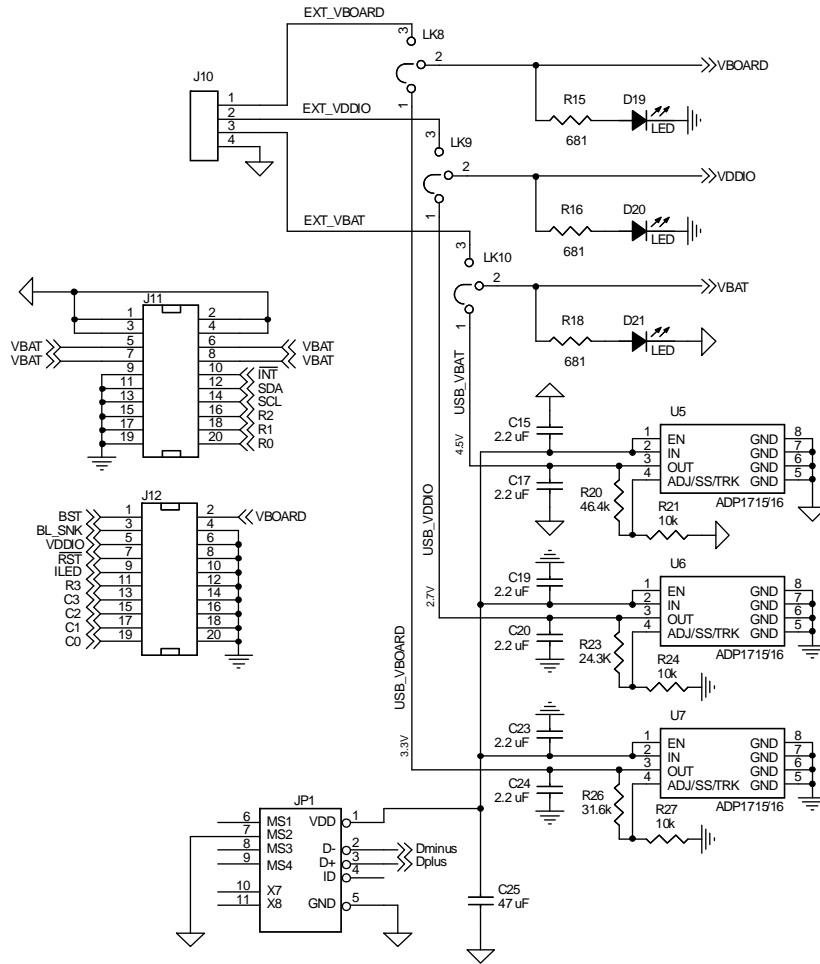 EXT_VBOARD
3
LK8
2
VBOARD
1
J10
1
2
3
4
R15
681
D19
LED
EXT_VDDIO
3
LK9
2
VDDIO
1
R16
681
D20
LED
EXT_VBAT
3
LK10
2
VBAT
1
R18
681
D21
LED
J11
1 2
3 4
VBAT 5 6 VBAT
VBAT 7 8 VBAT
9 10 INT
11 12 SDA
13 14 SCL
15 16 R2
17 18 R1
19 20 R0
J12
BST 1 2 VBOARD
BL_SNK 3 4
VDDIO 5 6
RST 7 8
ILED 9 10
R3 11 12
C3 13 14
C2 15 16
C1 17 18
C0 19 20
USB_VBAT
4.5V
USB_VDDIO
2.7V
USB_VBOARD
3.3V
C15
2.2 uF
C17
2.2 uF
R20
46.4k
R21
10k
U5
1 EN GND 8
2 IN GND 7
3 OUT GND 6
4 ADJ/SS/TRK GND 5
ADP1715/16
C19
2.2 uF
C20
2.2 uF
R23
24.3K
R24
10k
U6
1 EN GND 8
2 IN GND 7
3 OUT GND 6
4 ADJ/SS/TRK GND 5
ADP1715/16
C23
2.2 uF
C24
2.2 uF
R26
31.6k
R27
10k
U7
1 EN GND 8
2 IN GND 7
3 OUT GND 6
4 ADJ/SS/TRK GND 5
ADP1715/16
JP1
6 MS1 VDD 1
7 MS2
8 MS3 D- 2 Dminus
9 MS4 D+ 3 Dplus
ID 4
10 X7
11 X8 GND 5
C25
47 uF